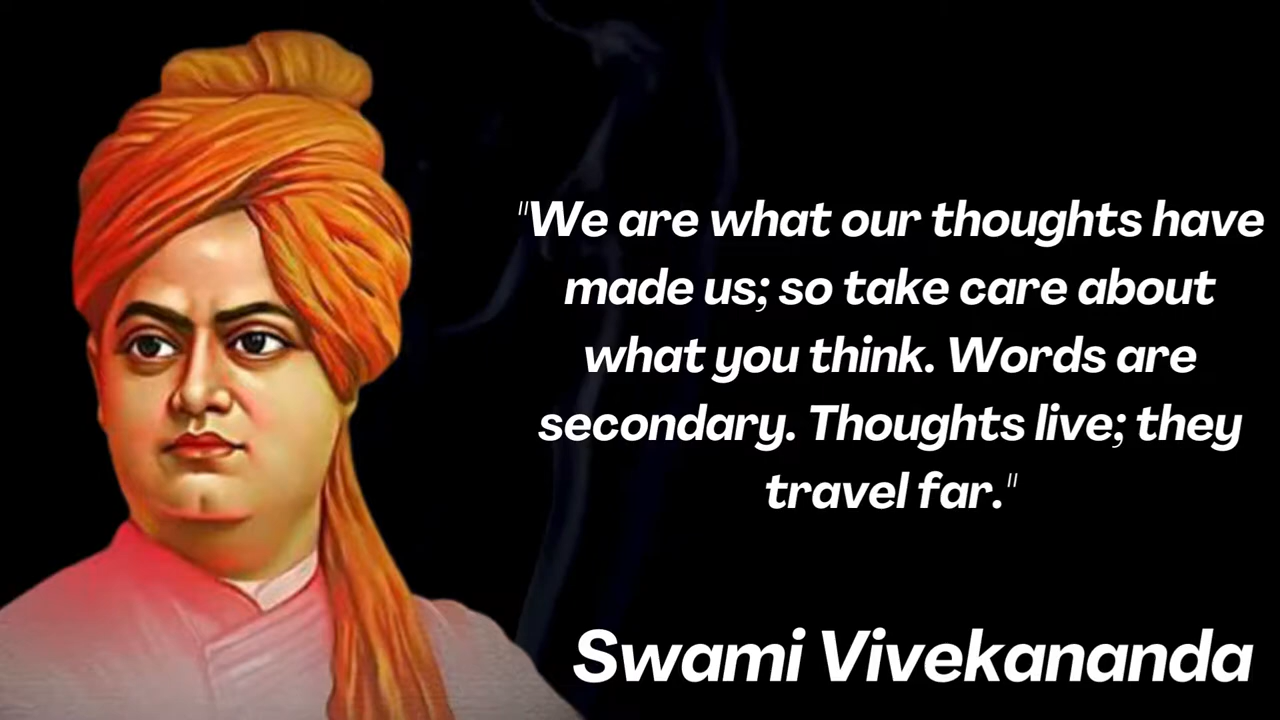 "We are what our thoughts have
made us; so take care about
what you think. Words are
secondary. Thoughts live; they
travel far."
Swami Vivekananda